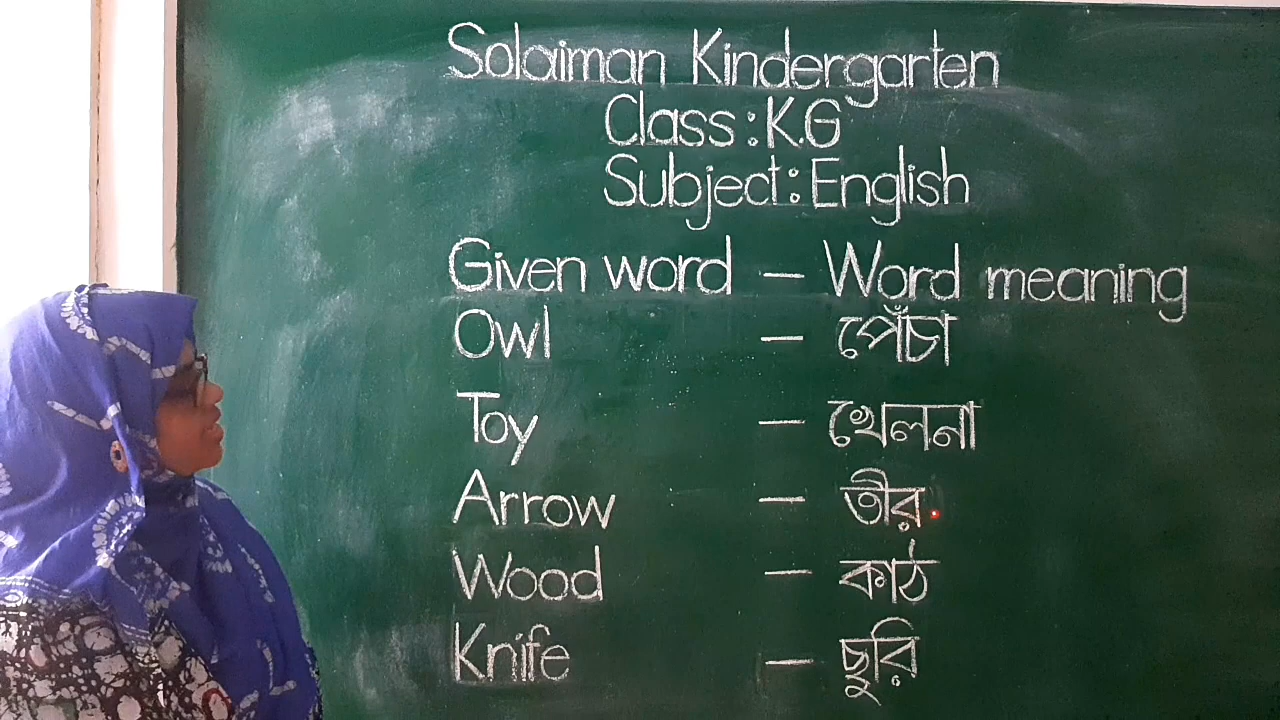 Solaiman Kindergarten
Class : K.G
Subject : English
Given word – Word meaning
Owl – পেঁচা
Toy – খেলনা
Arrow – তীর
Wood – কাঠ
Knife – ছুরি